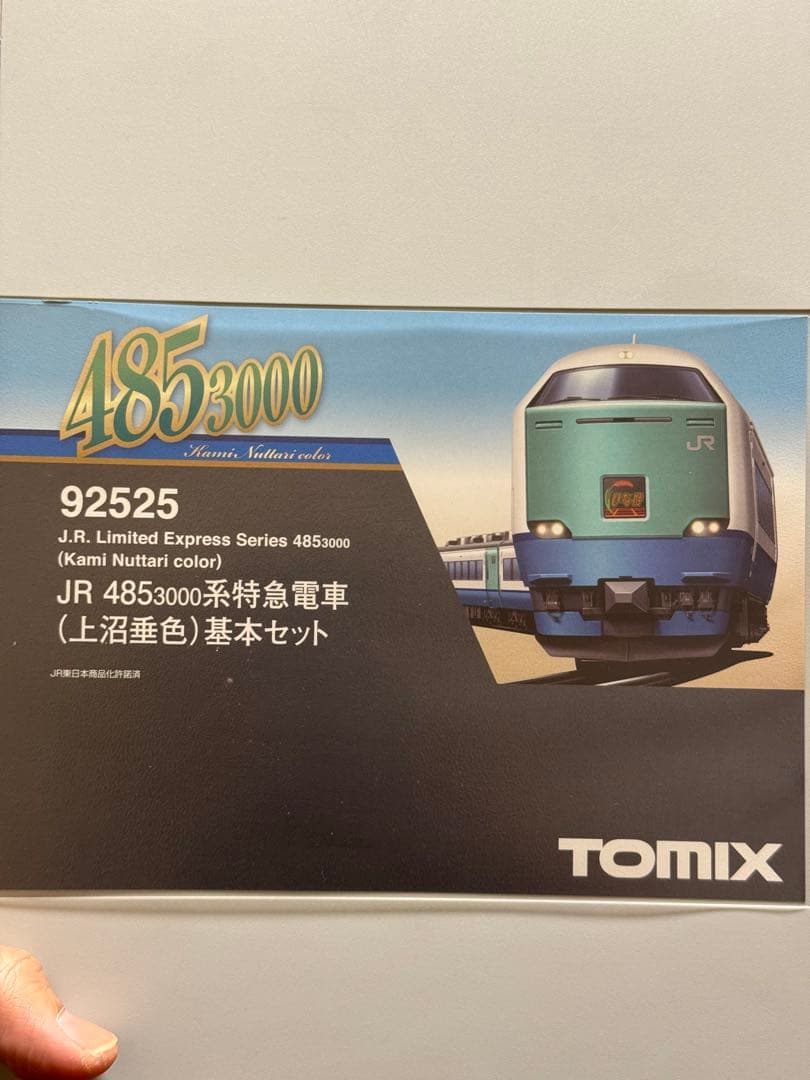 4853000
Kami Nuttari color
92525
J.R. Limited Express Series 4853000
(Kami Nuttari color)
JR 4853000系特急電車
(上沼垂色)基本セット
JR東日本商品化許諾済
JR
TOMIX